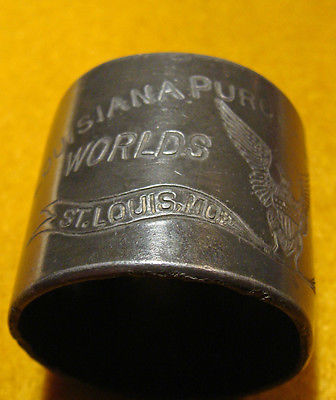 SIANA PURC
WORLDS
ST. LOUIS, MO.